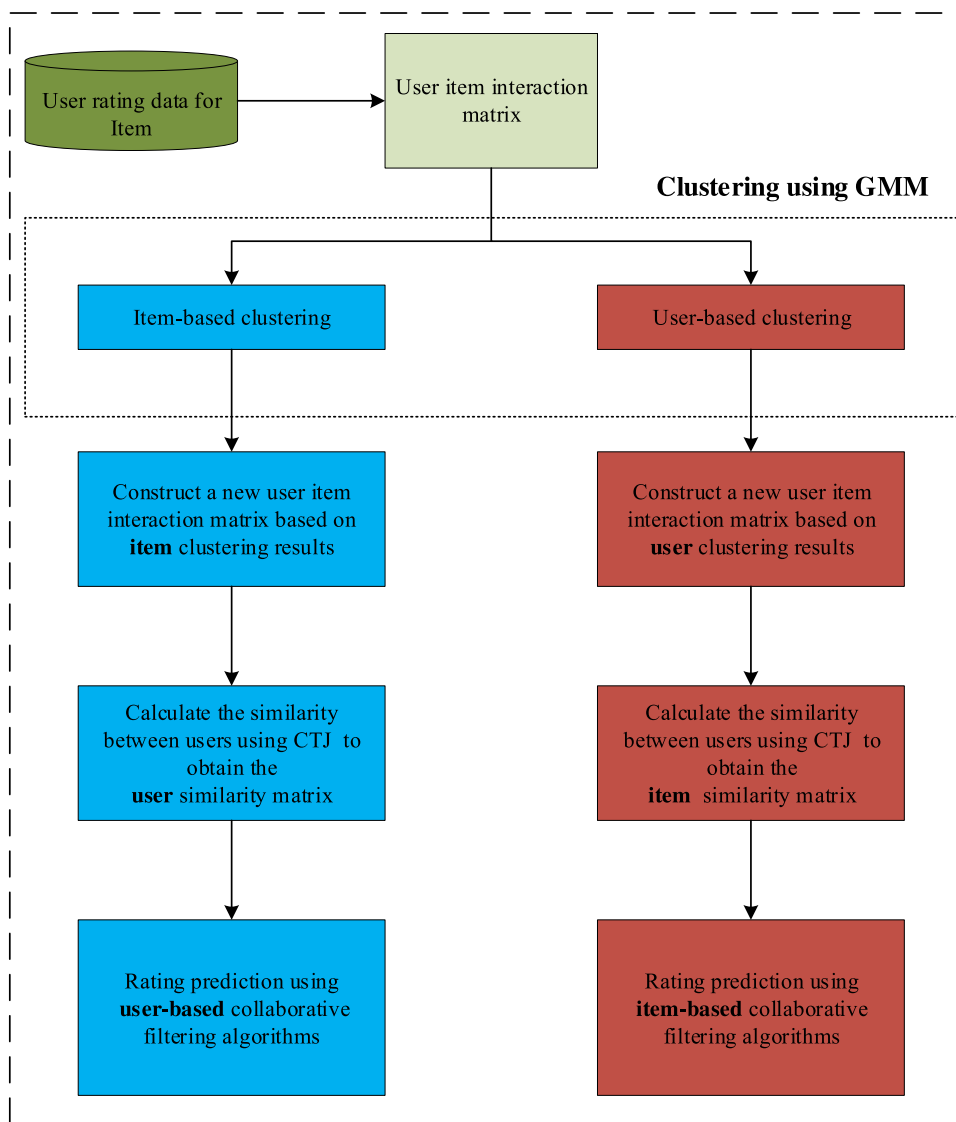 User rating data for
Item
User item interaction
matrix
Clustering using GMM
Item-based clustering
User-based clustering
Construct a new user item
interaction matrix based on
item clustering results
Construct a new user item
interaction matrix based on
user clustering results
Calculate the similarity
between users using CTJ to
obtain the
user similarity matrix
Calculate the similarity
between users using CTJ to
obtain the
item similarity matrix
Rating prediction using
user-based collaborative
filtering algorithms
Rating prediction using
item-based collaborative
filtering algorithms